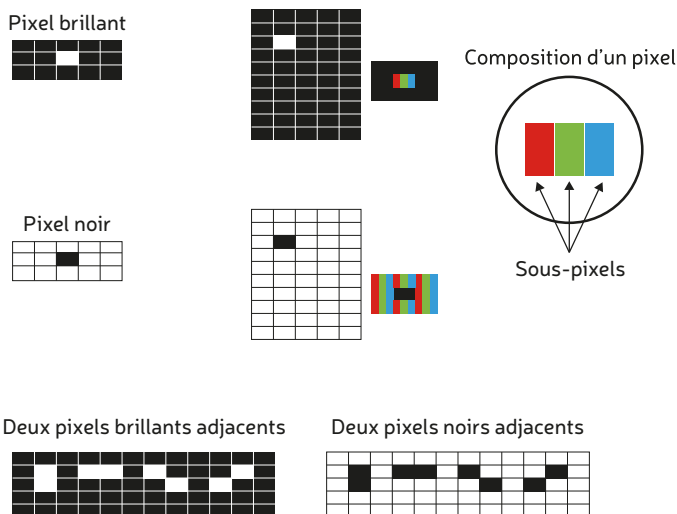 Pixel brillant
Composition d’un pixel
Pixel noir
Sous-pixels
Deux pixels brillants adjacents
Deux pixels noirs adjacents